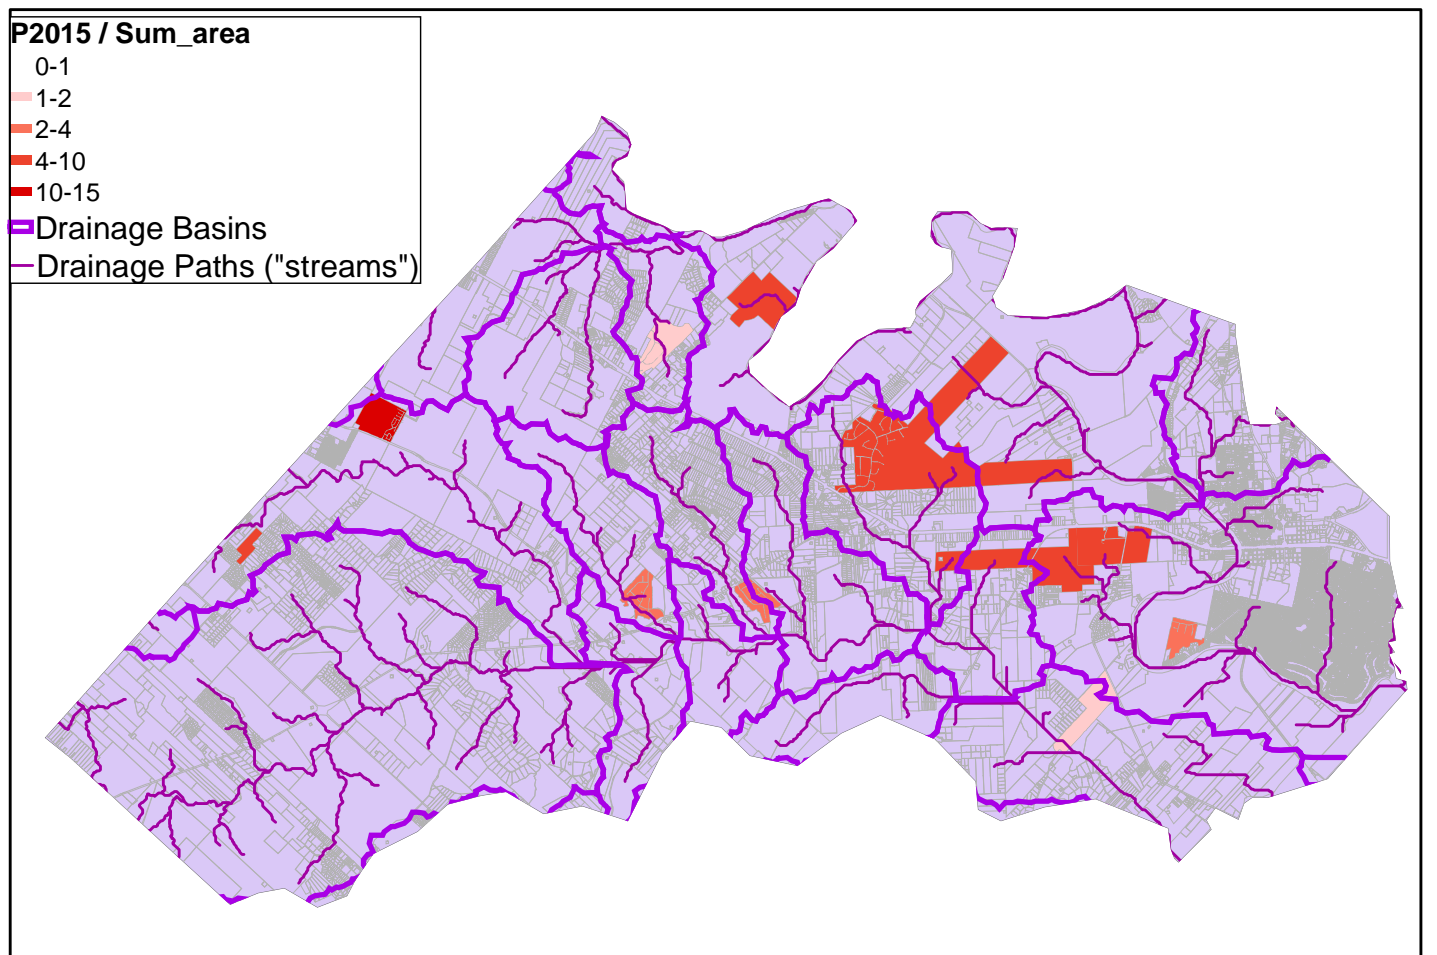 P2015 / Sum_area
0-1
1-2
2-4
4-10
10-15
Drainage Basins
Drainage Paths ("streams")